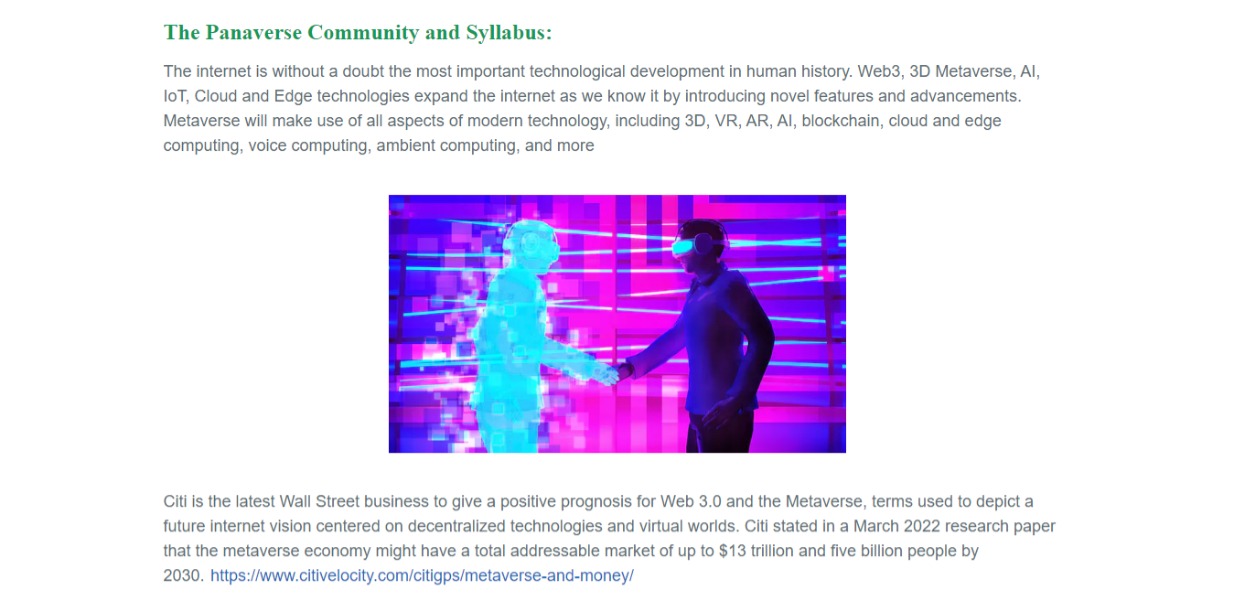 The Panaverse Community and Syllabus:
The internet is without a doubt the most important technological development in human history. Web3, 3D Metaverse, AI,
IoT, Cloud and Edge technologies expand the internet as we know it by introducing novel features and advancements.
Metaverse will make use of all aspects of modern technology, including 3D, VR, AR, AI, blockchain, cloud and edge
computing, voice computing, ambient computing, and more
Citi is the latest Wall Street business to give a positive prognosis for Web 3.0 and the Metaverse, terms used to depict a
future internet vision centered on decentralized technologies and virtual worlds. Citi stated in a March 2022 research paper
that the metaverse economy might have a total addressable market of up to $13 trillion and five billion people by
2030. https://www.citivelocity.com/citigps/metaverse-and-money/